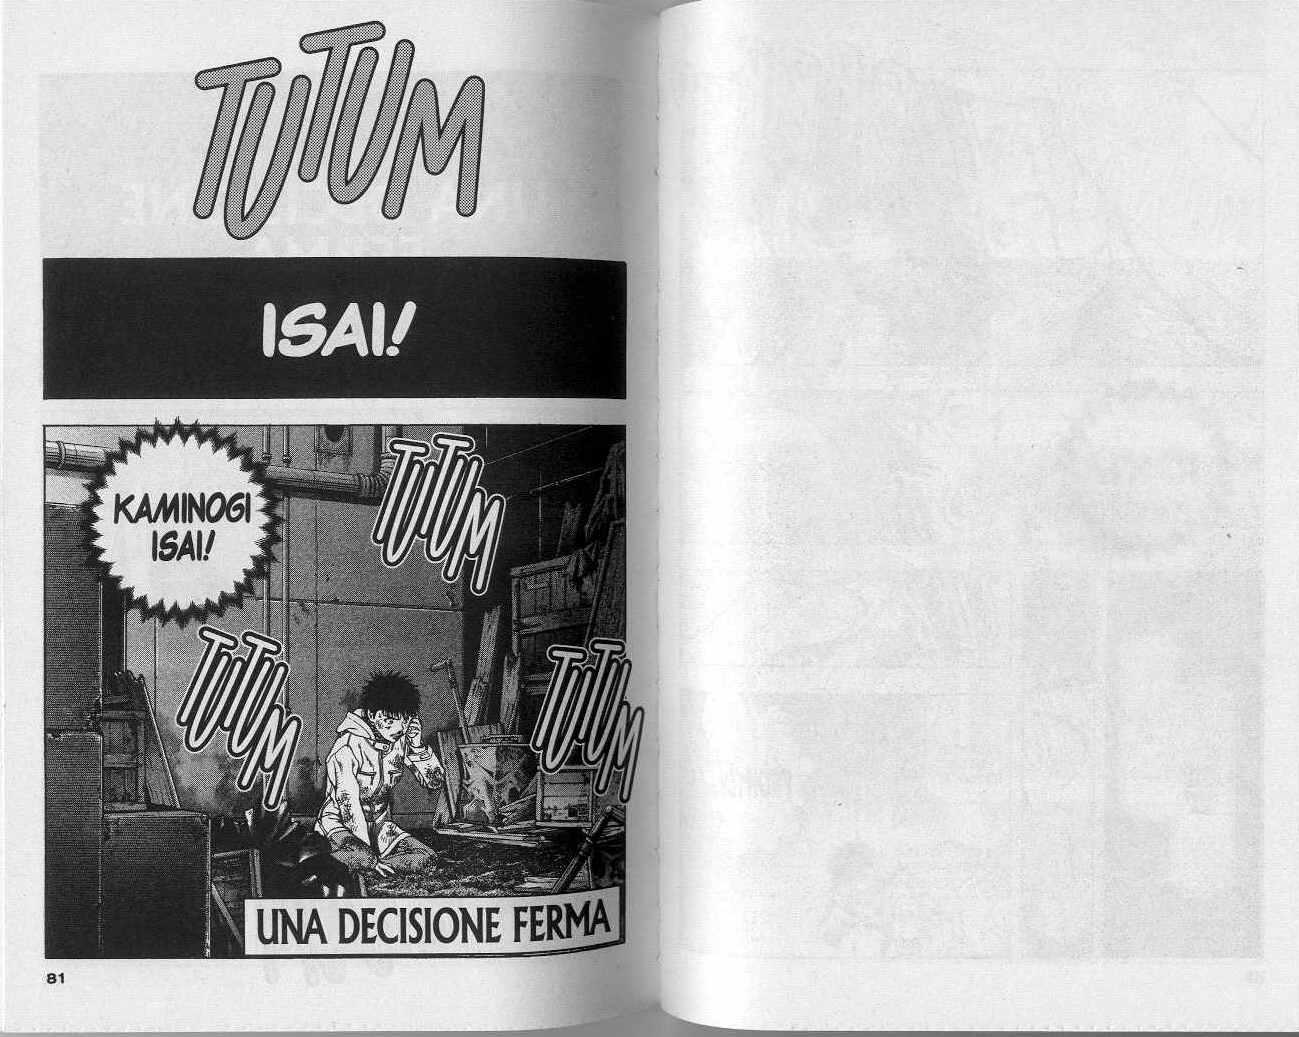 TUTUM
ISAI!
KAMINOGI
ISAI!
TUTUM
TUTUM
TUTUM
UNA DECISIONE FERMA
81